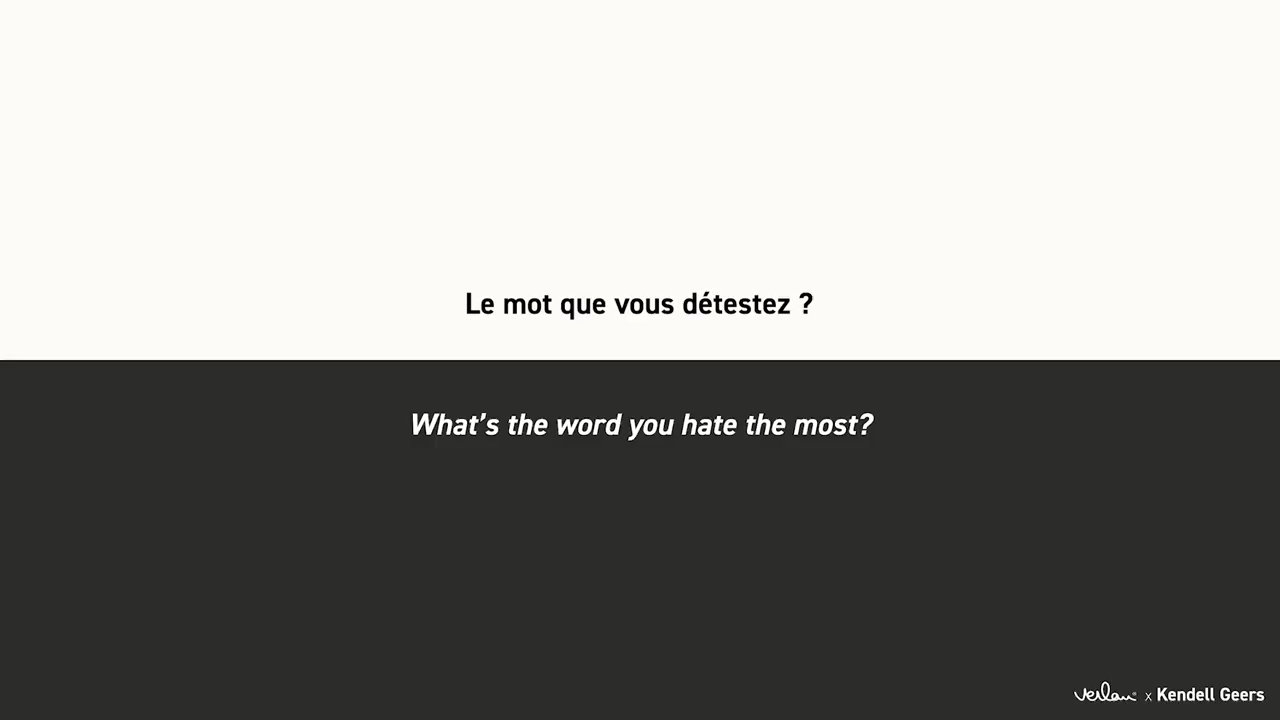 Le mot que vous détestez ?
What's the word you hate the most?
verlan® x Kendell Geers